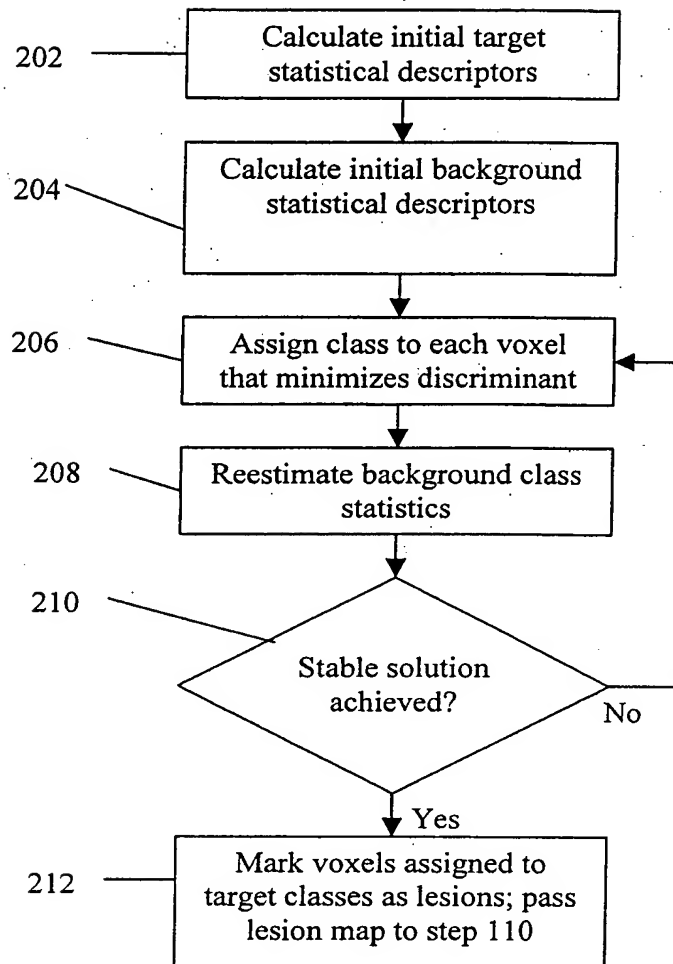 202
Calculate initial target
statistical descriptors
204
Calculate initial background
statistical descriptors
206
Assign class to each voxel
that minimizes discriminant
208
Reestimate background class
statistics
210
Stable solution
achieved?
No
Yes
212
Mark voxels assigned to
target classes as lesions; pass
lesion map to step 110